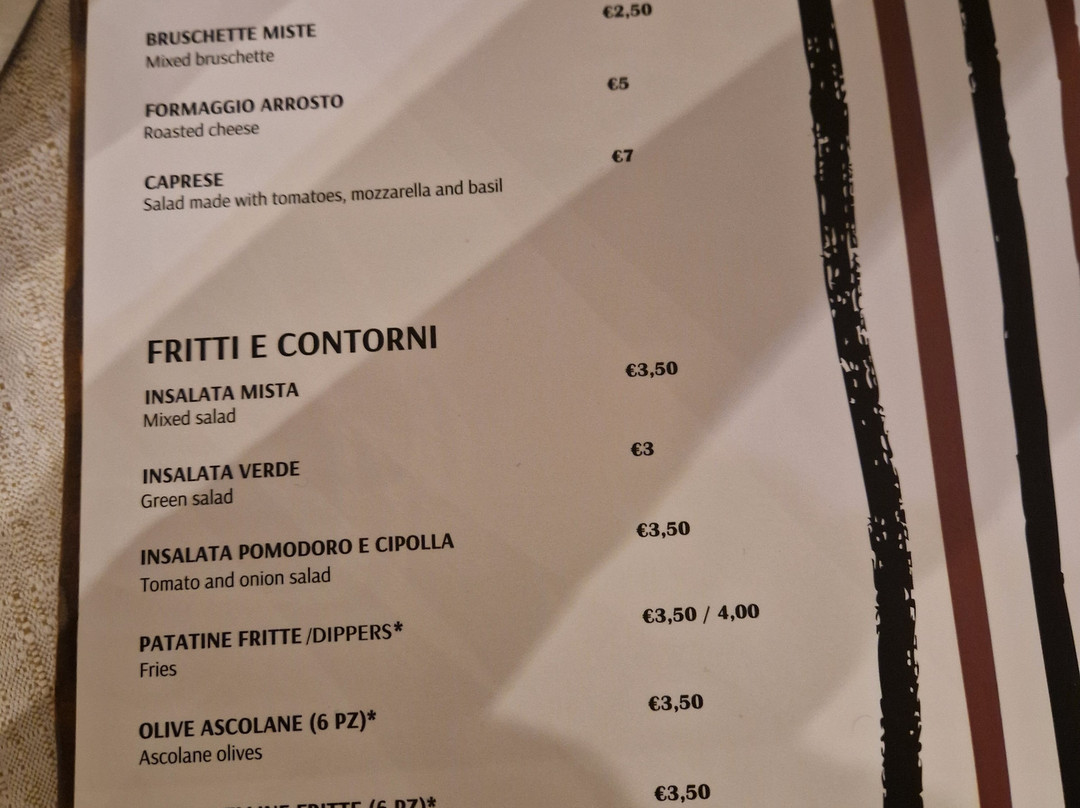 BRUSCHETTE MISTE €2,50
Mixed bruschette
FORMAGGIO ARROSTO €5
Roasted cheese
CAPRESE €7
Salad made with tomatoes, mozzarella and basil
FRITTI E CONTORNI
INSALATA MISTA €3,50
Mixed salad
INSALATA VERDE €3
Green salad
INSALATA POMODORO E CIPOLLA €3,50
Tomato and onion salad
PATATINE FRITTE /DIPPERS* €3,50 / 4,00
Fries
OLIVE ASCOLANE (6 PZ)* €3,50
Ascolane olives
FRITTE (6 PZ)* €3,50